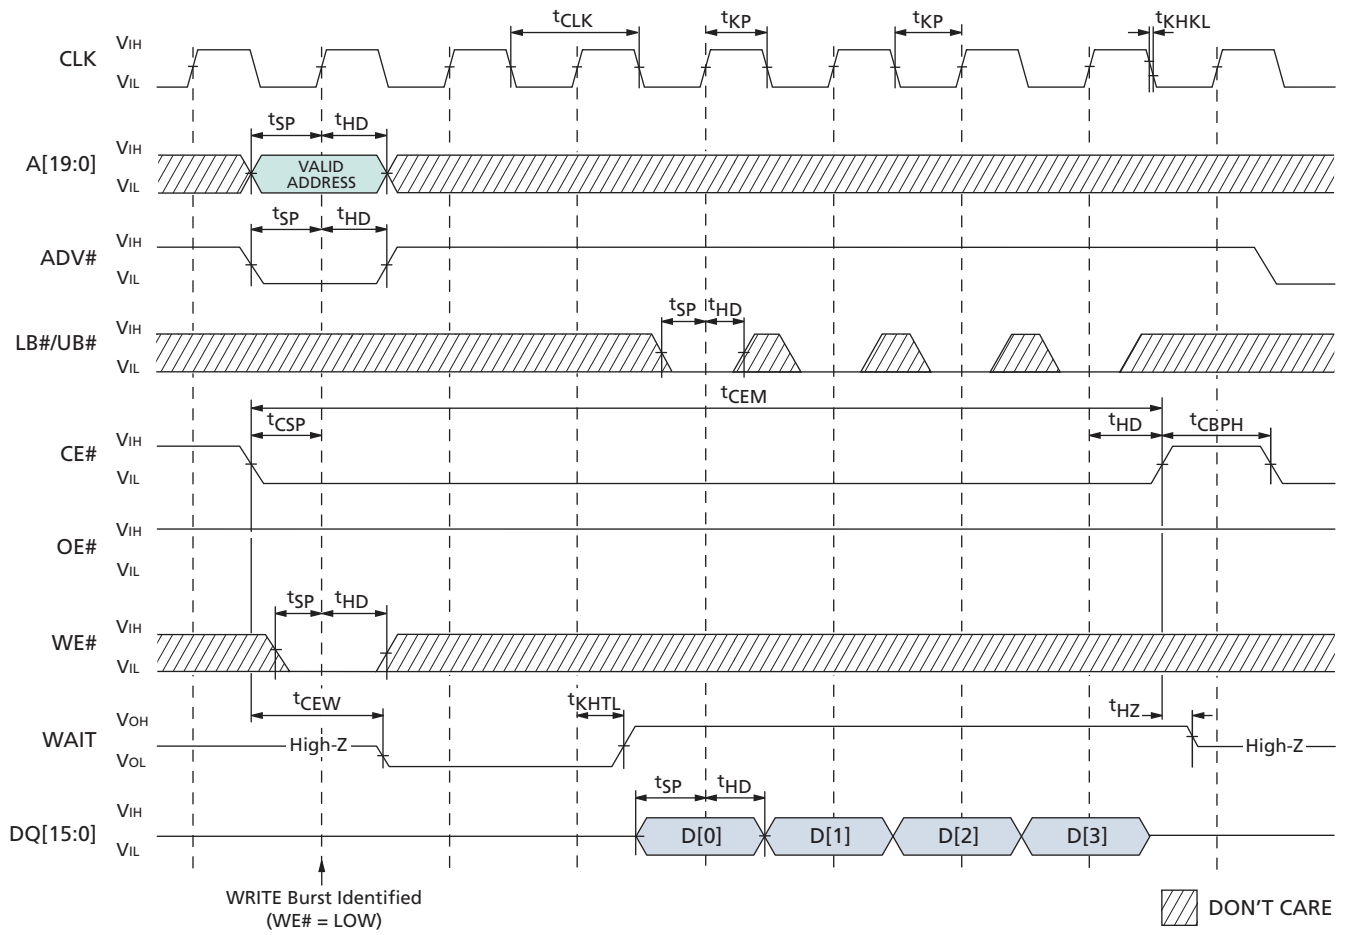 tCLK
tKP
tKP
tKHKL
CLK
VIH
VIL
tSP
tHD
A[19:0]
VIH
VIL
VALID
ADDRESS
tSP
tHD
ADV#
VIH
VIL
tSP
tHD
LB#/UB#
VIH
VIL
tCEM
tCSP
tHD
tCBPH
CE#
VIH
VIL
OE#
VIH
VIL
tSP
tHD
WE#
VIH
VIL
tCEW
tKHTL
tHZ
WAIT
VOH
VOL
High-Z
High-Z
tSP
tHD
DQ[15:0]
VIH
VIL
D[0]
D[1]
D[2]
D[3]
WRITE Burst Identified
(WE# = LOW)
DON'T CARE